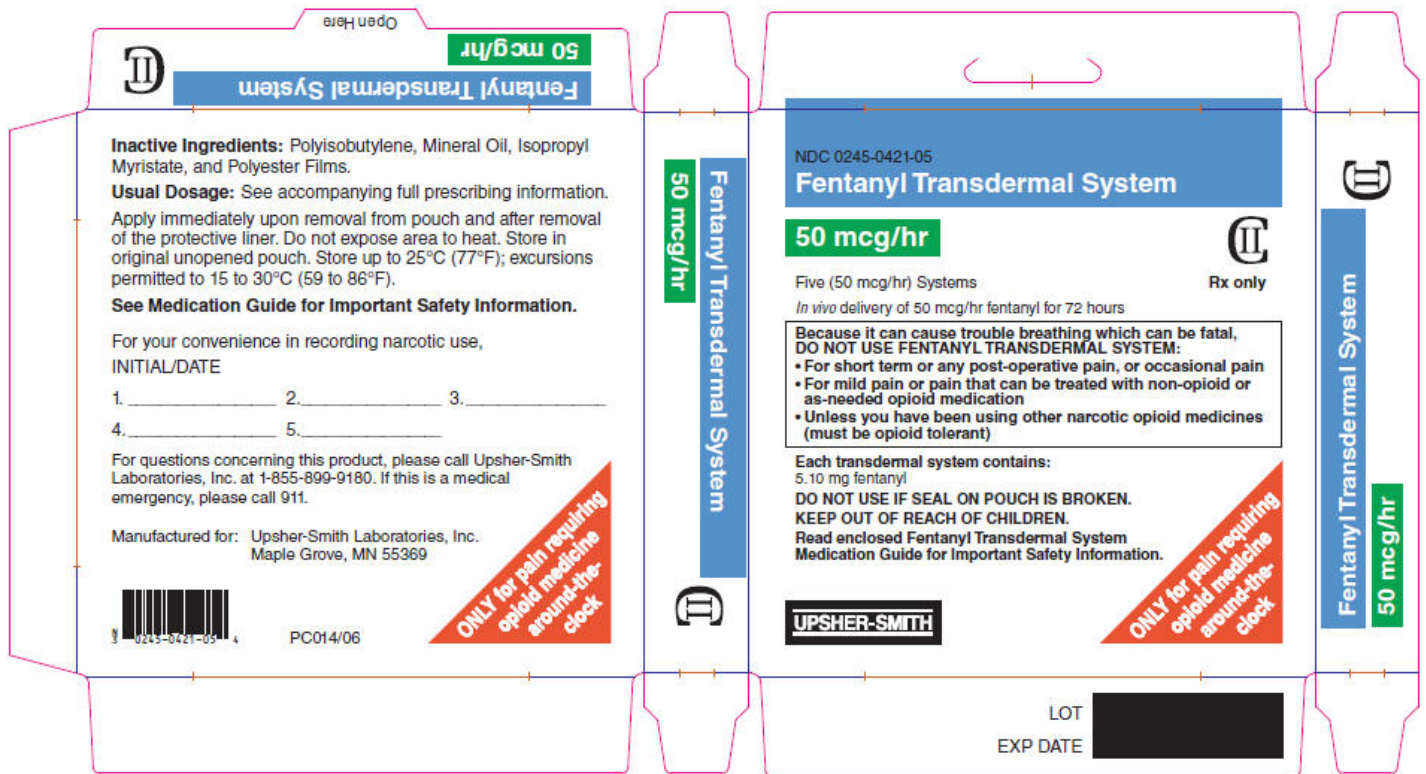 Open Here
50 mcg/hr
Fentanyl Transdermal System
CII
Inactive Ingredients: Polyisobutylene, Mineral Oil, Isopropyl
Myristate, and Polyester Films.
Usual Dosage: See accompanying full prescribing information.
Apply immediately upon removal from pouch and after removal
of the protective liner. Do not expose area to heat. Store in
original unopened pouch. Store up to 25°C (77°F); excursions
permitted to 15 to 30°C (59 to 86°F).
See Medication Guide for Important Safety Information.
For your convenience in recording narcotic use,
INITIAL/DATE
1. ________________ 2. ________________ 3. ________________
4. ________________ 5. ________________
For questions concerning this product, please call Upsher-Smith
Laboratories, Inc. at 1-855-899-9180. If this is a medical
emergency, please call 911.
Manufactured for: Upsher-Smith Laboratories, Inc.
Maple Grove, MN 55369
N
3 0245-0421-05 4
PC014/06
ONLY for pain requiring
opioid medicine
around-the-
clock
Fentanyl Transdermal System
50 mcg/hr
CII
NDC 0245-0421-05
Fentanyl Transdermal System
50 mcg/hr
CII
Five (50 mcg/hr) Systems
Rx only
In vivo delivery of 50 mcg/hr fentanyl for 72 hours
Because it can cause trouble breathing which can be fatal,
DO NOT USE FENTANYL TRANSDERMAL SYSTEM:
• For short term or any post-operative pain, or occasional pain
• For mild pain or pain that can be treated with non-opioid or
as-needed opioid medication
• Unless you have been using other narcotic opioid medicines
(must be opioid tolerant)
Each transdermal system contains:
5.10 mg fentanyl
DO NOT USE IF SEAL ON POUCH IS BROKEN.
KEEP OUT OF REACH OF CHILDREN.
Read enclosed Fentanyl Transdermal System
Medication Guide for Important Safety Information.
UPSHER-SMITH
ONLY for pain requiring
opioid medicine
around-the-
clock
LOT
EXP DATE
CII
Fentanyl Transdermal System
50 mcg/hr